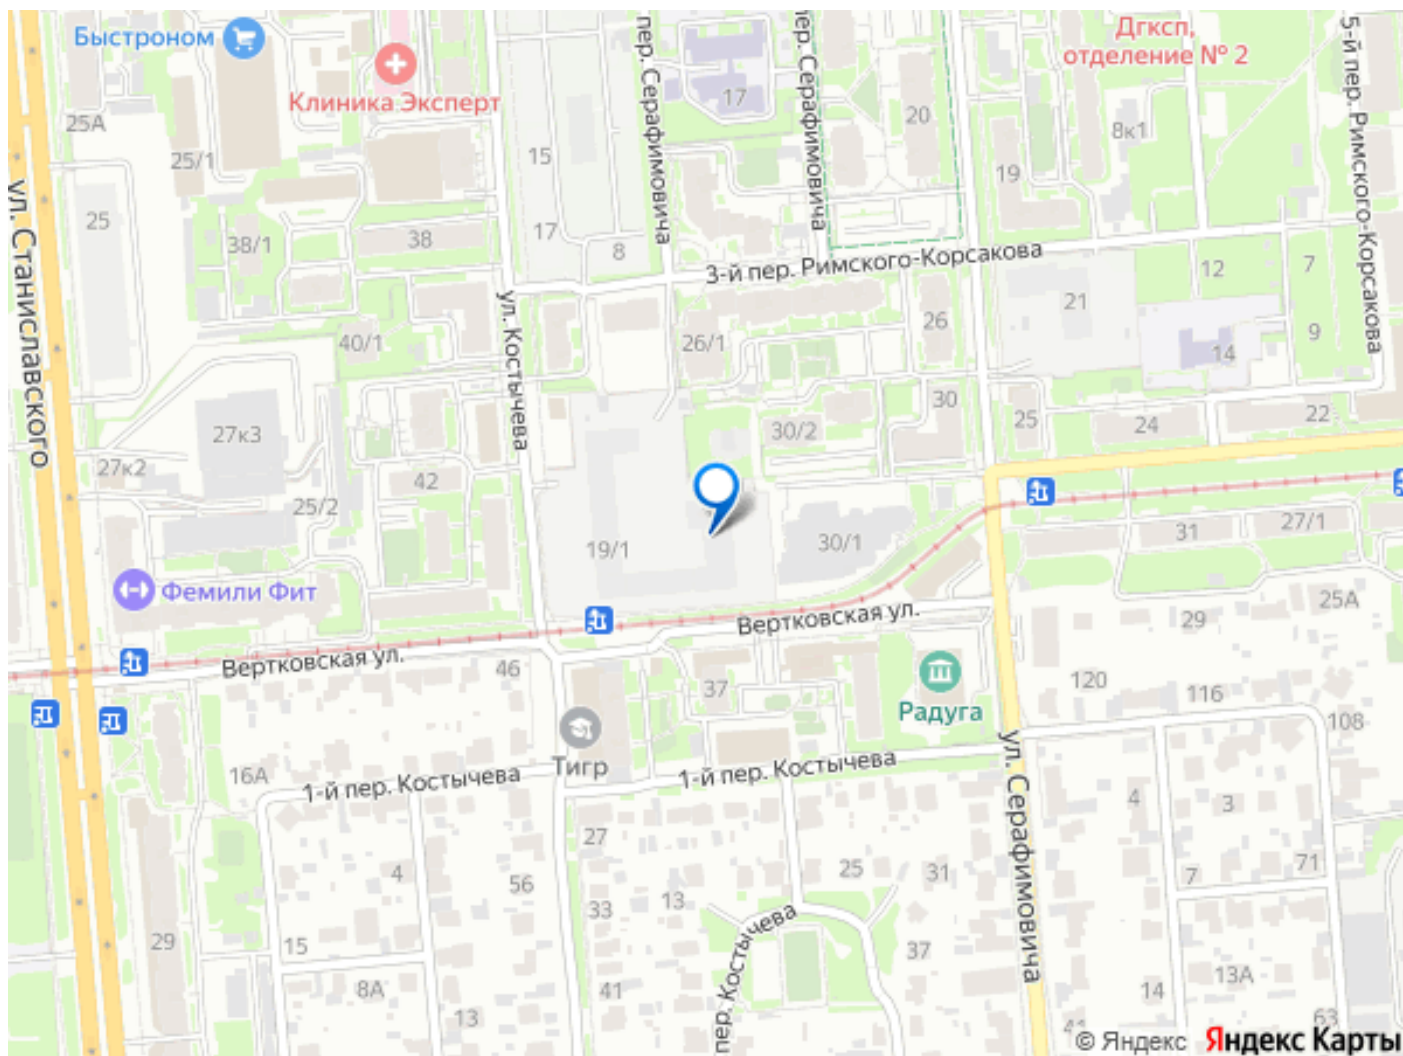 Быстроном
Клиника Эксперт
25А
25/1
пер. Серафимовича
17
пер. Серафимовича
20
Дгксп,
отделение № 2
8к1
5-й пер. Римского-Корсакова
15
19
ул. Станиславского
25
38/1
38
17
8
3-й пер. Римского-Корсакова
12
7
21
ул. Костычева
40/1
26/1
26
14
9
30
27к3
30/2
25
24
22
27к2
42
25/2
19/1
30/1
31
27/1
Фемили Фит
25А
Вертковская ул.
29
Вертковская ул.
46
37
Радуга
120
116
108
Тигр
16А
1-й пер. Костычева
1-й пер. Костычева
ул. Серафимовича
4
3
27
4
56
13
25
31
7
71
33
пер. Костычева
29
15
37
8А
41
13А
14
13
63
© Яндекс
Яндекс Карты